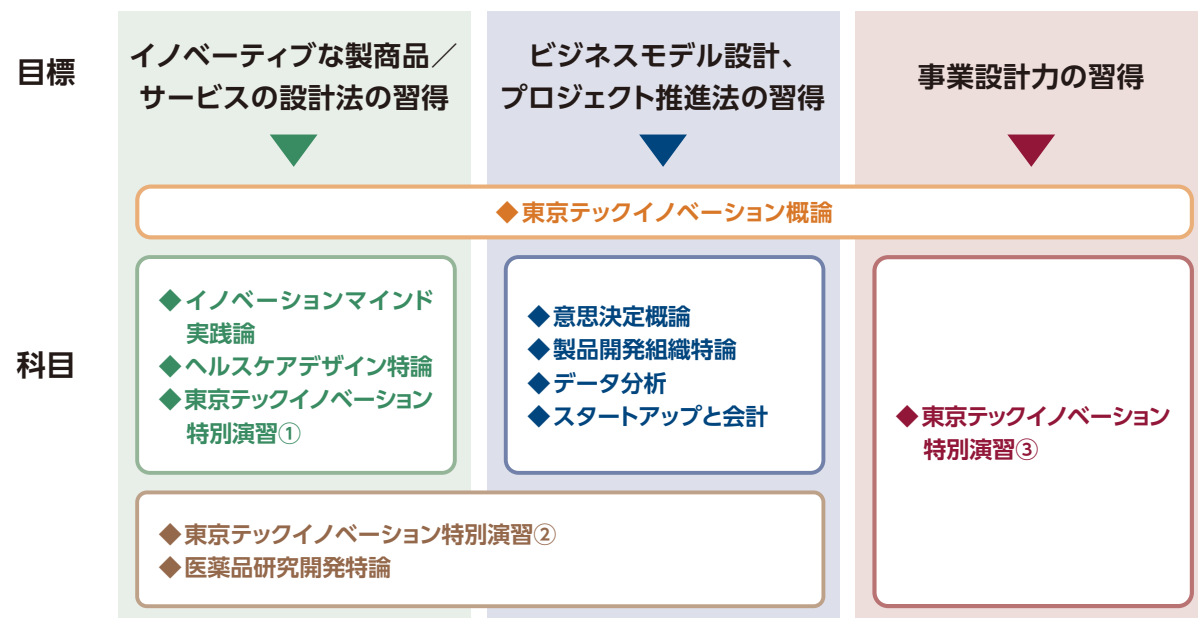 目標
イノベーティブな製商品／
サービスの設計法の習得
ビジネスモデル設計、
プロジェクト推進法の習得
事業設計力の習得
◆東京テックイノベーション概論
科目
◆イノベーションマインド
実践論
◆ヘルスケアデザイン特論
◆東京テックイノベーション
特別演習①
◆意思決定概論
◆製品開発組織特論
◆データ分析
◆スタートアップと会計
◆東京テックイノベーション
特別演習③
◆東京テックイノベーション特別演習②
◆医薬品研究開発特論